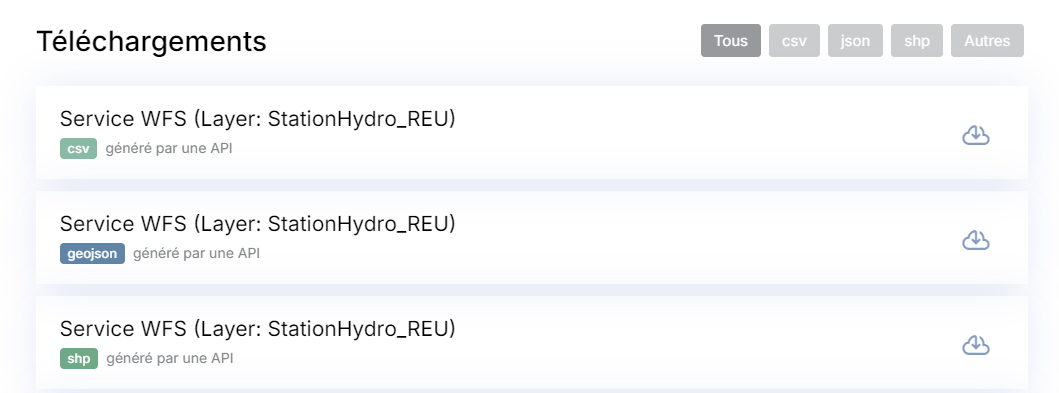 Téléchargements
Tous csv json shp Autres
Service WFS (Layer: StationHydro_REU)
csv généré par une API
Service WFS (Layer: StationHydro_REU)
geojson généré par une API
Service WFS (Layer: StationHydro_REU)
shp généré par une API